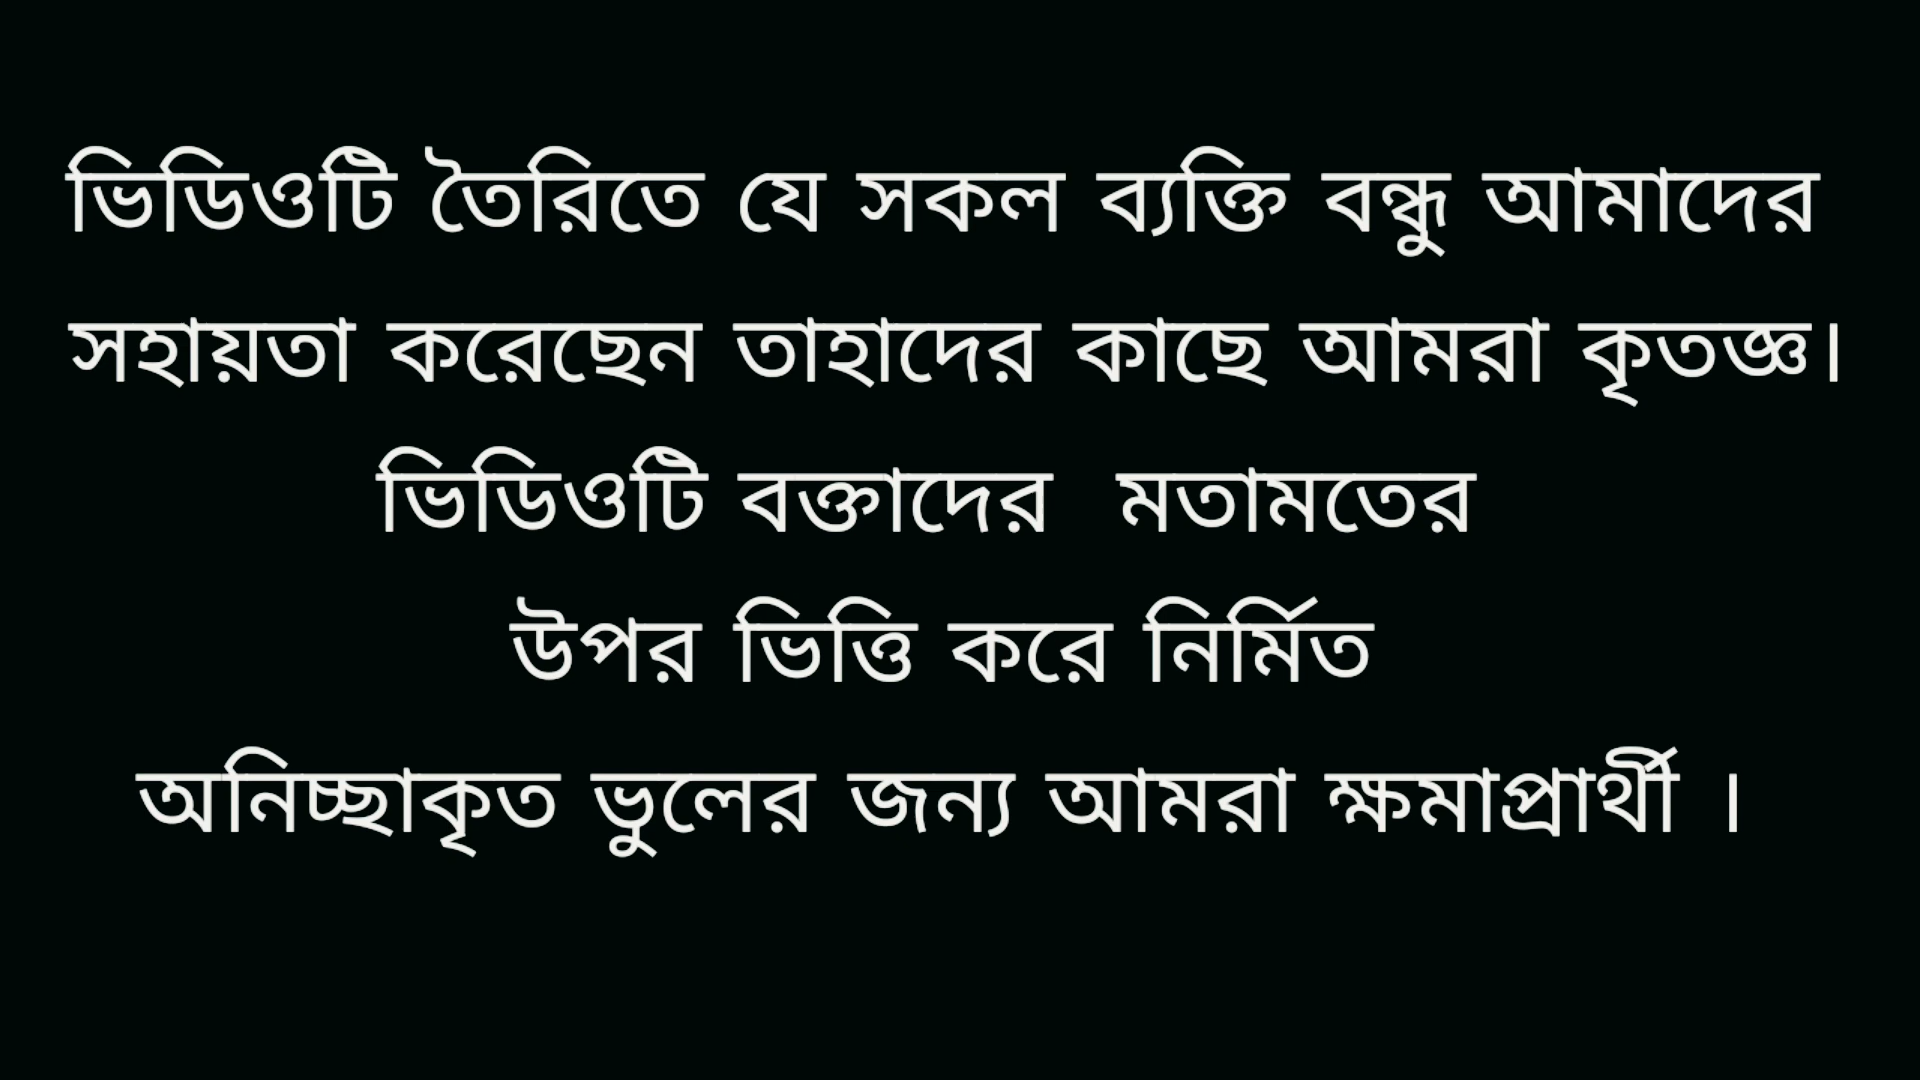 ভিডিওটি তৈরিতে যে সকল ব্যক্তি বন্ধু আমাদের
সহায়তা করেছেন তাহাদের কাছে আমরা কৃতজ্ঞ।
ভিডিওটি বক্তাদের মতামতের
উপর ভিত্তি করে নির্মিত
অনিচ্ছাকৃত ভুলের জন্য আমরা ক্ষমাপ্রার্থী ।